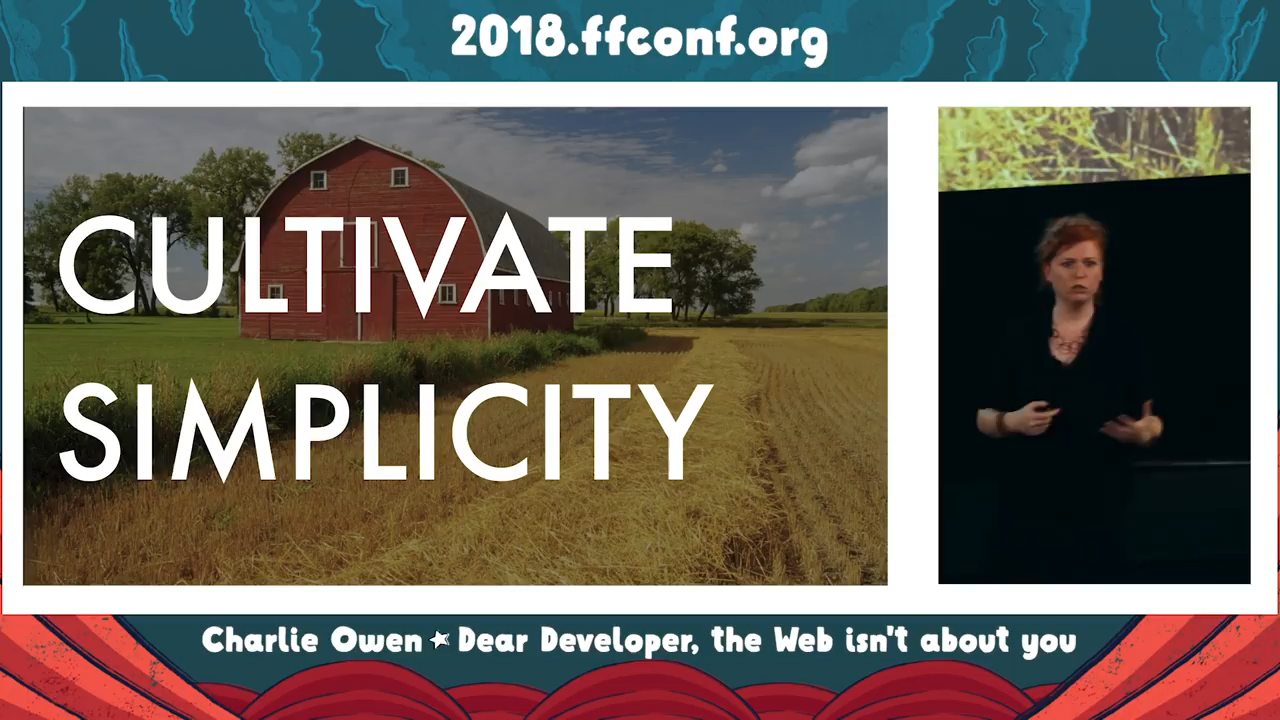 2018.ffconf.org
CULTIVATE
SIMPLICITY
Charlie Owen ★ Dear Developer, the Web isn't about you